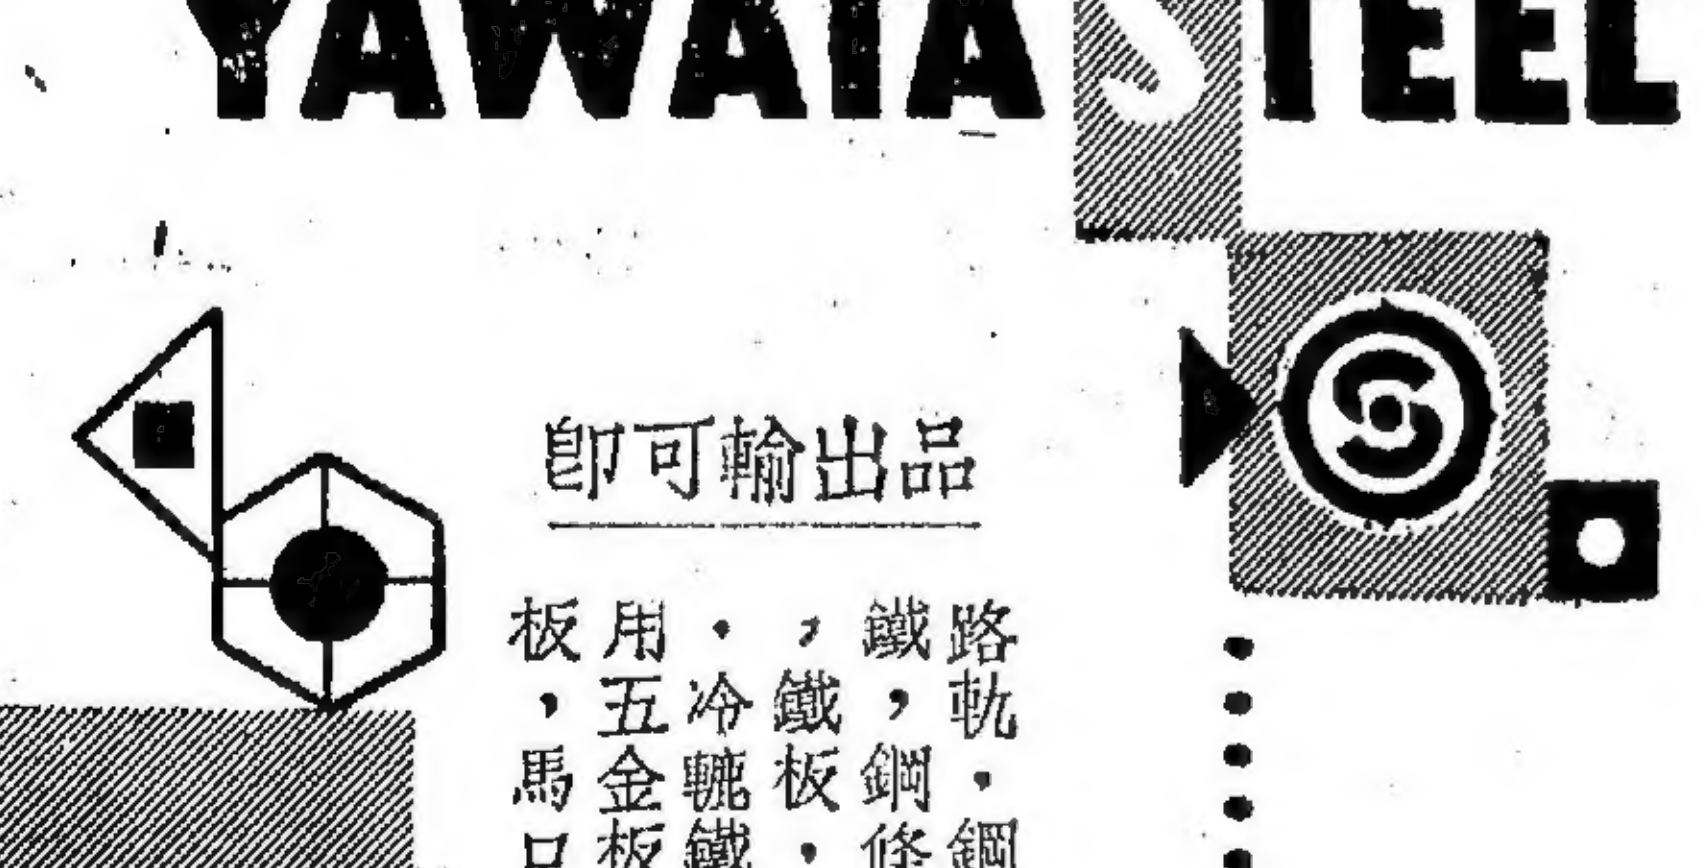 YAWATA STEEL
S
卽可輸出品
路軌・鋼
鐵，鋼條
，鐵板・
・冷鐵
用五金板
板，馬口